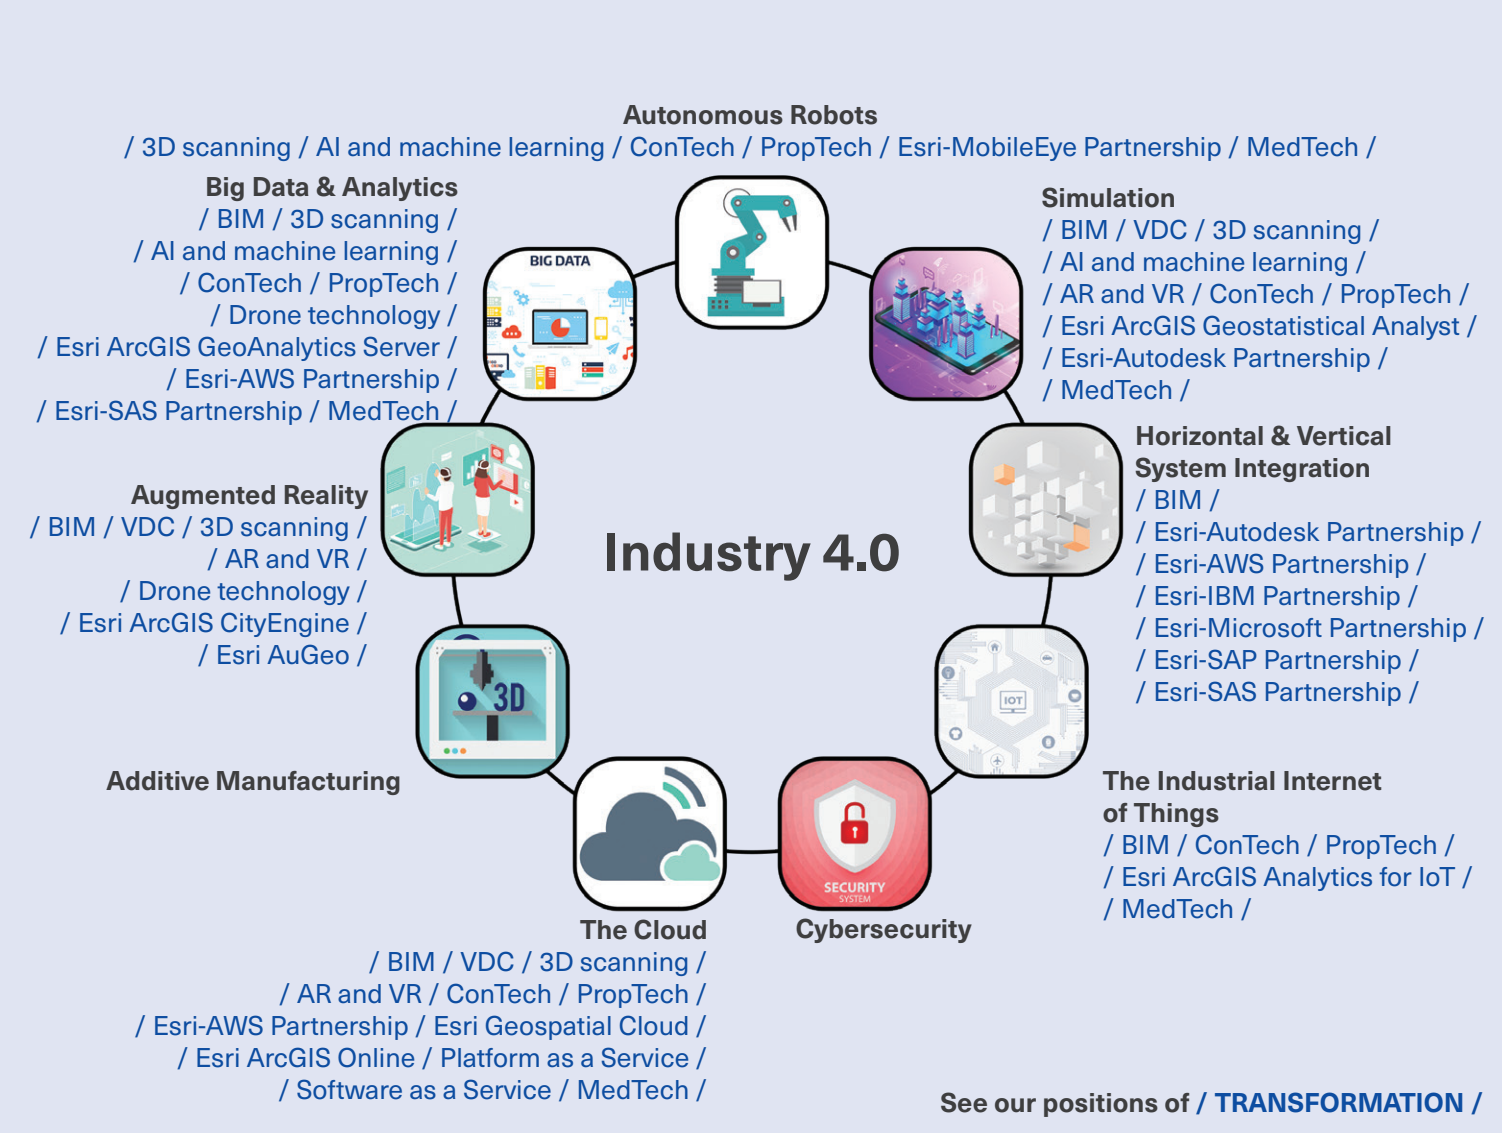 Autonomous Robots
/ 3D scanning / AI and machine learning / ConTech / PropTech / Esri-MobileEye Partnership / MedTech /
Big Data & Analytics
/ BIM / 3D scanning /
/ AI and machine learning /
/ ConTech / PropTech /
/ Drone technology /
/ Esri ArcGIS GeoAnalytics Server /
/ Esri-AWS Partnership /
/ Esri-SAS Partnership / MedTech /
BIG DATA
Simulation
/ BIM / VDC / 3D scanning /
/ AI and machine learning /
/ AR and VR / ConTech / PropTech /
/ Esri ArcGIS Geostatistical Analyst /
/ Esri-Autodesk Partnership /
/ MedTech /
Horizontal & Vertical
System Integration
/ BIM /
/ Esri-Autodesk Partnership /
/ Esri-AWS Partnership /
/ Esri-IBM Partnership /
/ Esri-Microsoft Partnership /
/ Esri-SAP Partnership /
/ Esri-SAS Partnership /
Augmented Reality
/ BIM / VDC / 3D scanning /
/ AR and VR /
/ Drone technology /
/ Esri ArcGIS CityEngine /
/ Esri AuGeo /
Industry 4.0
3D
IOT
Additive Manufacturing
The Industrial Internet
of Things
/ BIM / ConTech / PropTech /
/ Esri ArcGIS Analytics for IoT /
/ MedTech /
SECURITY
SYSTEM
The Cloud
/ BIM / VDC / 3D scanning /
/ AR and VR / ConTech / PropTech /
/ Esri-AWS Partnership / Esri Geospatial Cloud /
/ Esri ArcGIS Online / Platform as a Service /
/ Software as a Service / MedTech /
Cybersecurity
See our positions of / TRANSFORMATION /